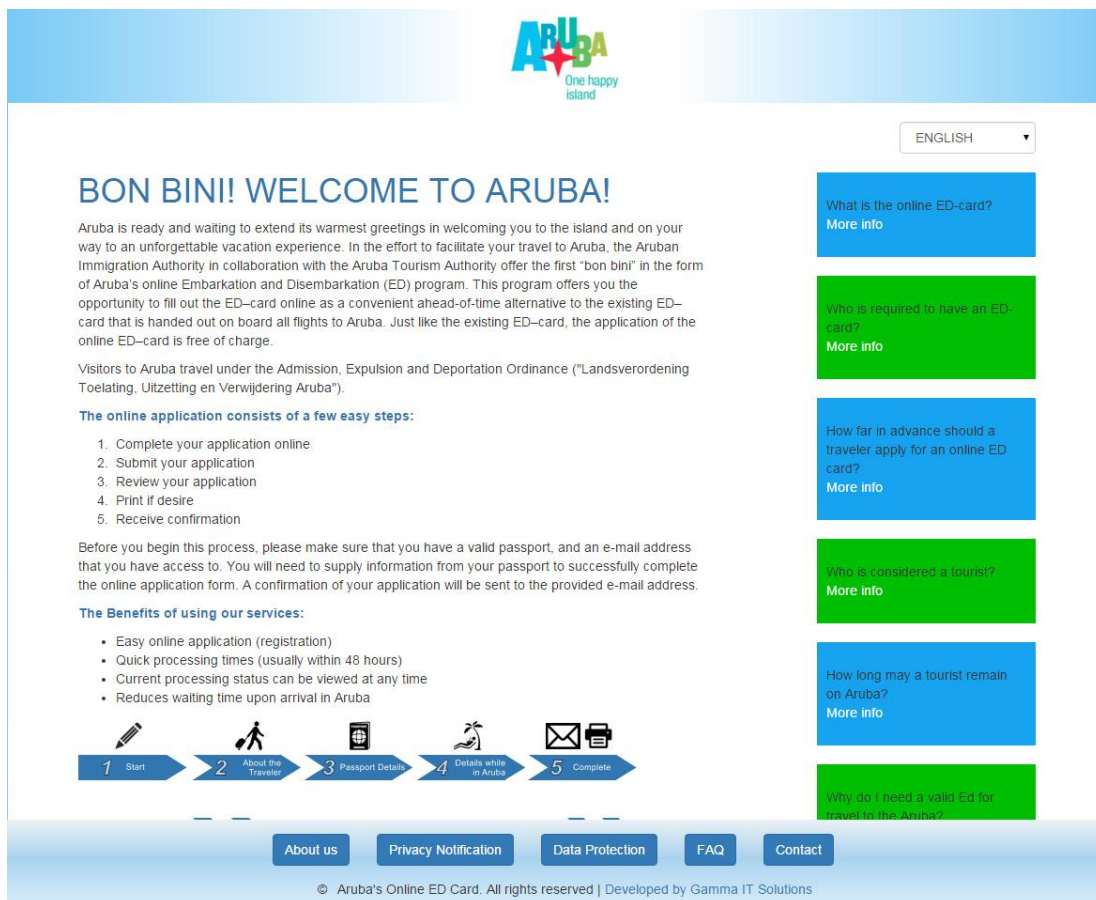 ARUBA
One happy
island
ENGLISH
BON BINI! WELCOME TO ARUBA!
Aruba is ready and waiting to extend its warmest greetings in welcoming you to the island and on your
way to an unforgettable vacation experience. In the effort to facilitate your travel to Aruba, the Aruban
Immigration Authority in collaboration with the Aruba Tourism Authority offer the first “bon bini” in the form
of Aruba's online Embarkation and Disembarkation (ED) program. This program offers you the
opportunity to fill out the ED–card online as a convenient ahead-of-time alternative to the existing ED–
card that is handed out on board all flights to Aruba. Just like the existing ED–card, the application of the
online ED–card is free of charge.
Visitors to Aruba travel under the Admission, Expulsion and Deportation Ordinance ("Landsverordening
Toelating, Uitzetting en Verwijdering Aruba").
The online application consists of a few easy steps:
1. Complete your application online
2. Submit your application
3. Review your application
4. Print if desire
5. Receive confirmation
Before you begin this process, please make sure that you have a valid passport, and an e-mail address
that you have access to. You will need to supply information from your passport to successfully complete
the online application form. A confirmation of your application will be sent to the provided e-mail address.
The Benefits of using our services:
• Easy online application (registration)
• Quick processing times (usually within 48 hours)
• Current processing status can be viewed at any time
• Reduces waiting time upon arrival in Aruba
1 Start
2 About the
Traveler
3 Passport Details
4 Details while
in Aruba
5 Complete
What is the online ED-card?
More info
Who is required to have an ED-
card?
More info
How far in advance should a
traveler apply for an online ED
card?
More info
Who is considered a tourist?
More info
How long may a tourist remain
on Aruba?
More info
Why do I need a valid Ed for
travel to the Aruba?
About us
Privacy Notification
Data Protection
FAQ
Contact
© Aruba's Online ED Card. All rights reserved | Developed by Gamma IT Solutions